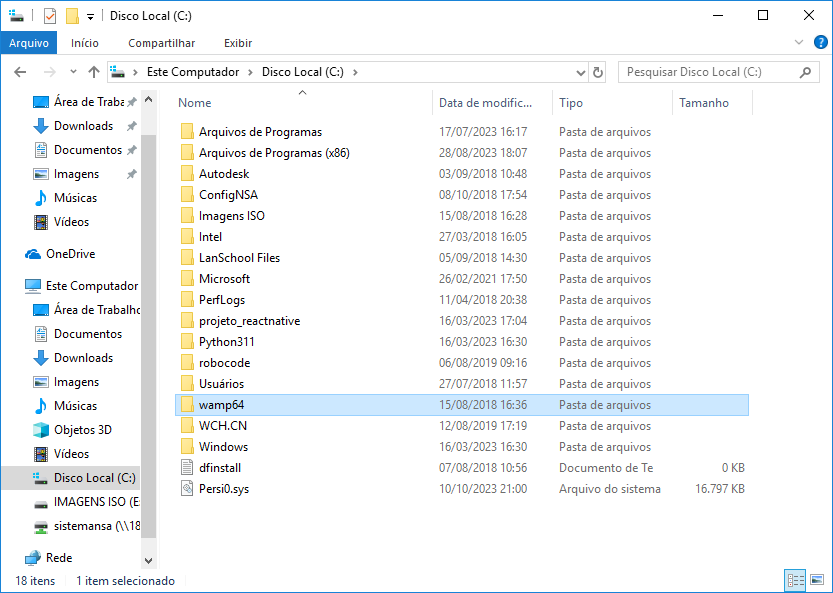 Disco Local (C:)
Arquivo Início Compartilhar Exibir
Este Computador Disco Local (C:) Pesquisar Disco Local (C:)
Área de Traba
Downloads
Documentos
Imagens
Músicas
Vídeos
OneDrive
Este Computador
Área de Trabalho
Documentos
Downloads
Imagens
Músicas
Objetos 3D
Vídeos
Disco Local (C:)
IMAGENS ISO (E:
sistemansa (\\18
Rede
Nome Data de modific... Tipo Tamanho
Arquivos de Programas 17/07/2023 16:17 Pasta de arquivos
Arquivos de Programas (x86) 28/08/2023 18:07 Pasta de arquivos
Autodesk 03/09/2018 10:48 Pasta de arquivos
ConfigNSA 08/10/2018 17:54 Pasta de arquivos
Imagens ISO 15/08/2018 16:28 Pasta de arquivos
Intel 27/03/2018 16:05 Pasta de arquivos
LanSchool Files 05/09/2018 14:30 Pasta de arquivos
Microsoft 26/02/2021 17:50 Pasta de arquivos
PerfLogs 11/04/2018 20:38 Pasta de arquivos
projeto_reactnative 16/03/2023 17:04 Pasta de arquivos
Python311 16/03/2023 16:30 Pasta de arquivos
robocode 06/08/2019 09:16 Pasta de arquivos
Usuários 27/07/2018 11:57 Pasta de arquivos
wamp64 15/08/2018 16:36 Pasta de arquivos
WCH.CN 12/08/2019 17:19 Pasta de arquivos
Windows 16/03/2023 16:30 Pasta de arquivos
dfinstall 07/08/2018 10:56 Documento de Te 0 KB
Persi0.sys 10/10/2023 21:00 Arquivo do sistema 16.797 KB
18 itens 1 item selecionado